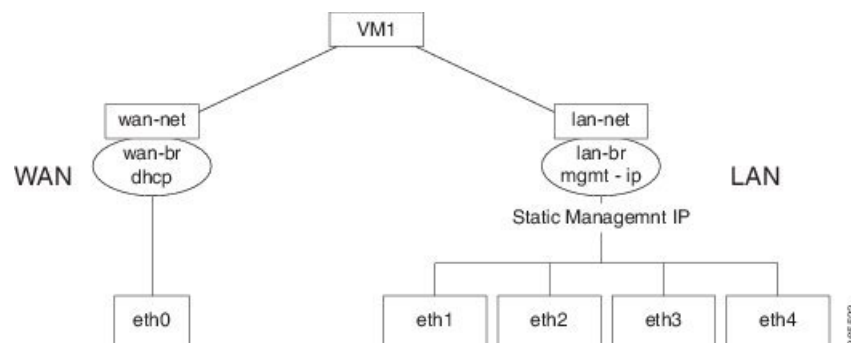 VM1
wan-net
lan-net
wan-br
dhcp
lan-br
mgmt - ip
WAN
LAN
Static Managemnt IP
eth0
eth1
eth2
eth3
eth4